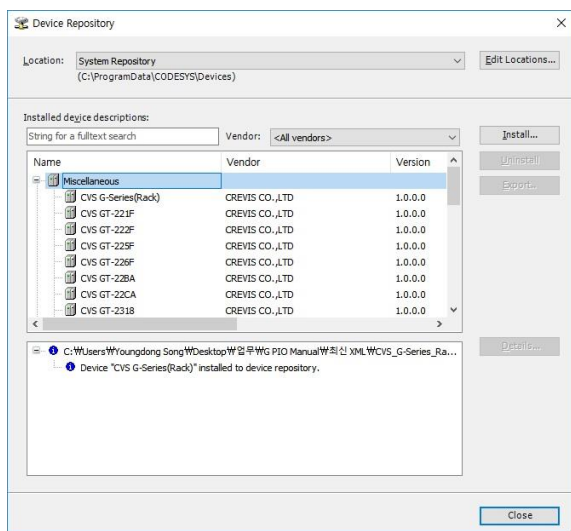 Device Repository
Location: System Repository Edit Locations...
(C:\ProgramData\CODESYS\Devices)
Installed device descriptions:
String for a fulltext search Vendor: <All vendors> Install...
Name Vendor Version Uninstall
Miscellaneous Export...
CVS G-Series(Rack) CREVIS CO.,LTD 1.0.0.0
CVS GT-221F CREVIS CO.,LTD 1.0.0.0
CVS GT-222F CREVIS CO.,LTD 1.0.0.0
CVS GT-225F CREVIS CO.,LTD 1.0.0.0
CVS GT-226F CREVIS CO.,LTD 1.0.0.0
CVS GT-22BA CREVIS CO.,LTD 1.0.0.0
CVS GT-22CA CREVIS CO.,LTD 1.0.0.0
CVS GT-2318 CREVIS CO.,LTD 1.0.0.0
C:₩Users₩Youngdong Song₩Desktop₩업무₩G PIO Manual₩최신 XML₩CVS_G-Series_Ra... Details...
Device "CVS G-Series(Rack)" installed to device repository.
Close